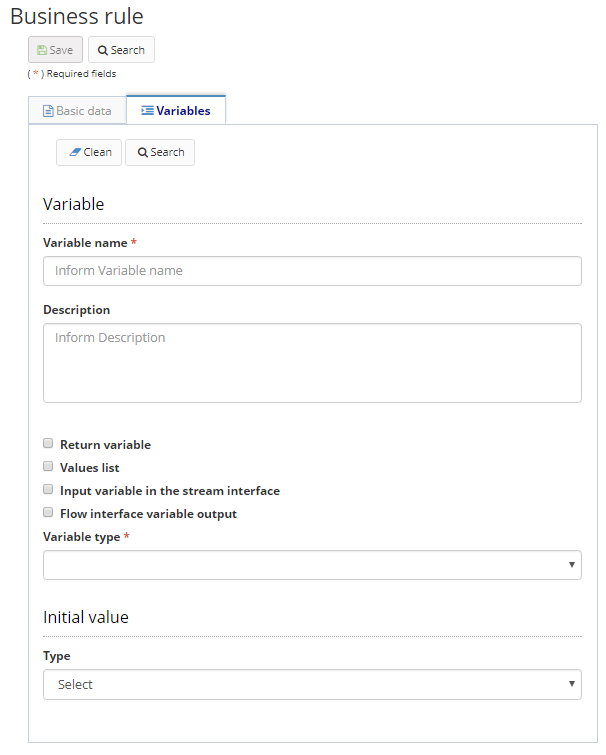 Business rule
Save Search
( * ) Required fields
Basic data Variables
Clean Search
Variable
Variable name *
Inform Variable name
Description
Inform Description
Return variable
Values list
Input variable in the stream interface
Flow interface variable output
Variable type *
Initial value
Type
Select